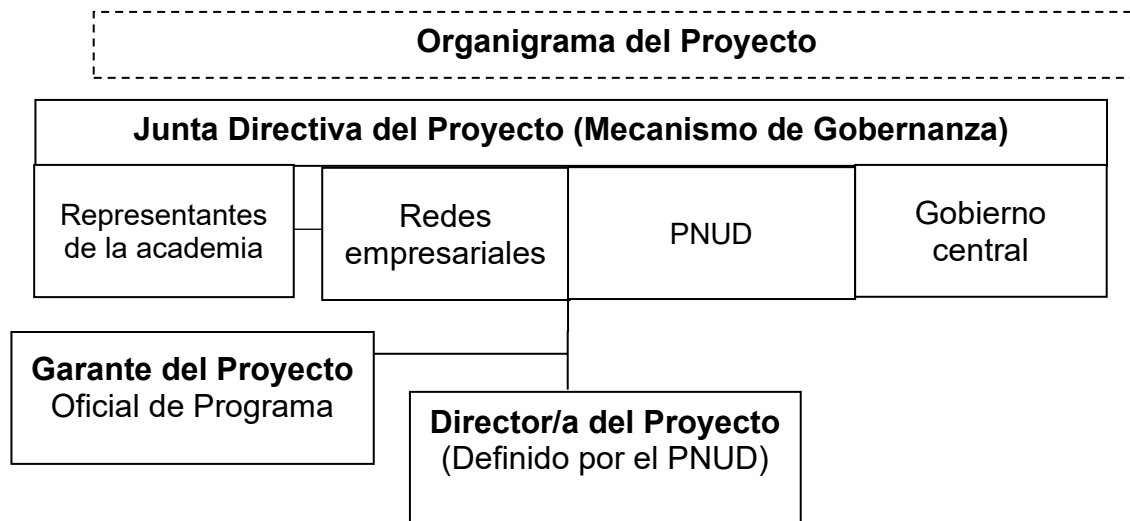 Organigrama del Proyecto
Junta Directiva del Proyecto (Mecanismo de Gobernanza)
Representantes
de la academia
Redes
empresariales
PNUD
Gobierno
central
Garante del Proyecto
Oficial de Programa
Director/a del Proyecto
(Definido por el PNUD)